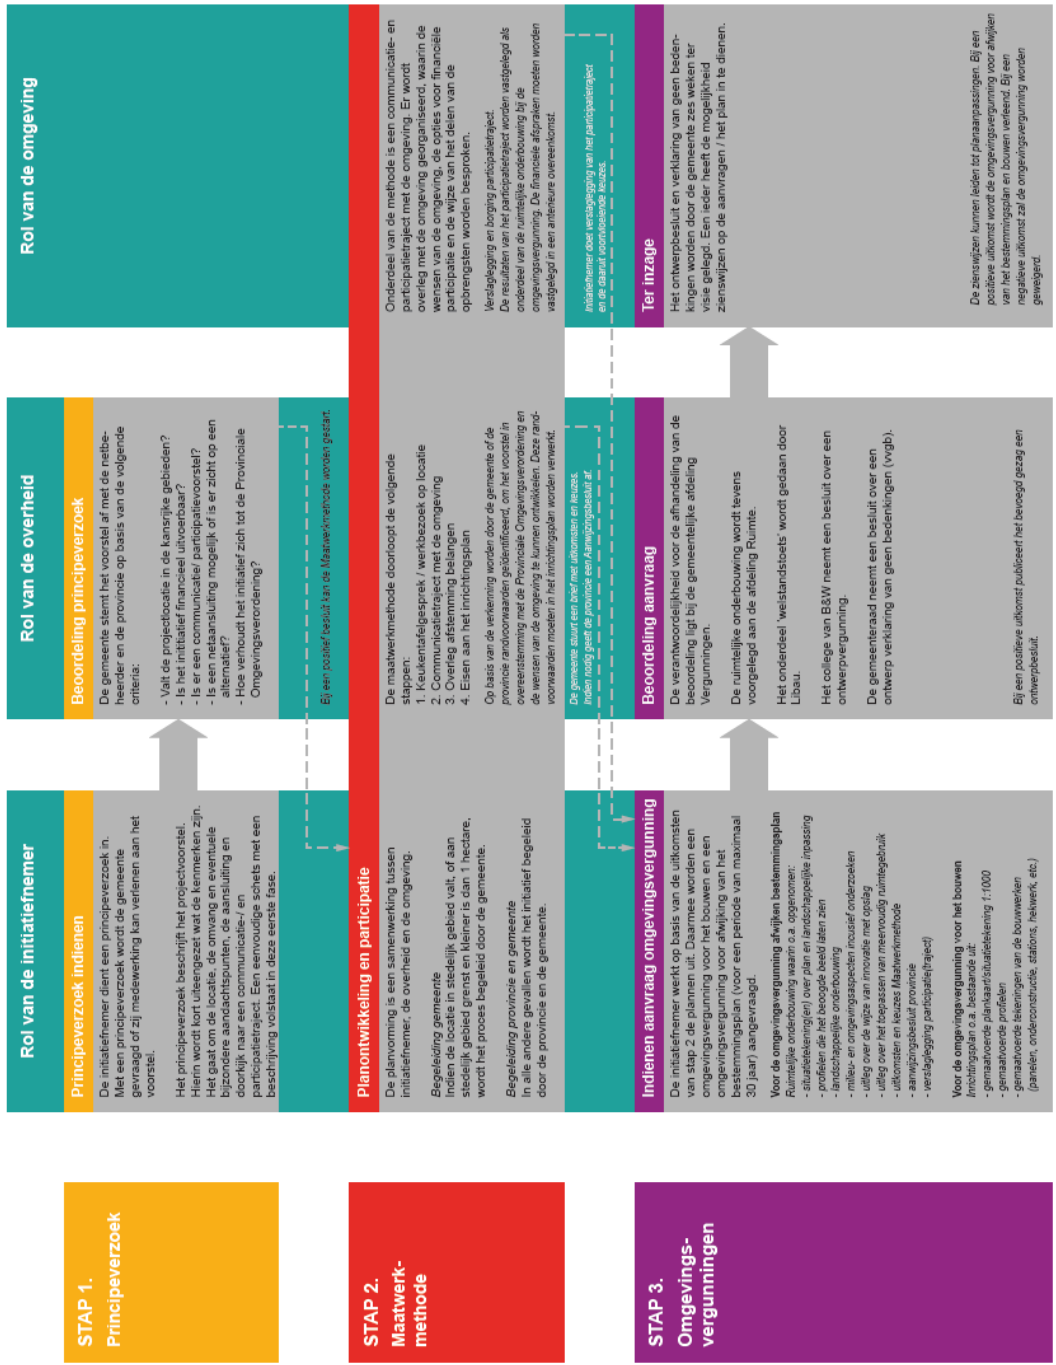 Rol van de initiatiefnemer
Rol van de overheid
Rol van de omgeving
STAP 1.
Principeverzoek
Principeverzoek indienen
De initiatiefnemer dient een principeverzoek in.
Met een principeverzoek wordt de gemeente
gevraagd of zij medewerking kan verlenen aan het
voorstel.
Het principeverzoek beschrijft het projectvoorstel.
Hierin wordt kort uiteengezet wat de kenmerken zijn.
Het gaat om de locatie, de omvang en eventuele
bijzondere aandachtspunten, de aansluiting en
doorkijk naar een communicatie-/ en
participatietraject. Een eenvoudige schets met een
beschrijving volstaat in deze eerste fase.
Beoordeling principeverzoek
De gemeente stemt het voorstel af met de netbe-
heerder en de provincie op basis van de volgende
criteria:
- Valt de projectlocatie in de kansrijke gebieden?
- Is het initiatief financieel uitvoerbaar?
- Is er een communicatie/ participatievoorstel?
- Is een netaansluiting mogelijk of is er zicht op een
alternatief?
- Hoe verhoudt het initiatief zich tot de Provinciale
Omgevingsverordening?
Bij een positief besluit kan de Maatwerkmethode worden gestart.
STAP 2.
Maatwerk-
methode
Planontwikkeling en participatie
De planvorming is een samenwerking tussen
initiatiefnemer, de overheid en de omgeving.
Begeleiding gemeente
Indien de locatie in stedelijk gebied valt, of aan
stedelijk gebied grenst en kleiner is dan 1 hectare,
wordt het proces begeleid door de gemeente.
Begeleiding provincie en gemeente
In alle andere gevallen wordt het initiatief begeleid
door de provincie en de gemeente.
De maatwerkmethode doorloopt de volgende
stappen:
1. Keukentafelgesprek / werkbezoek op locatie
2. Communicatietraject met de omgeving
3. Overleg afstemming belangen
4. Eisen aan het inrichtingsplan
Op basis van de verkenning worden door de gemeente of de
provincie randvoorwaarden geïdentificeerd, om het voorstel in
overeenstemming met de Provinciale Omgevingsverordening en
de wensen van de omgeving te kunnen ontwikkelen. Deze rand-
voorwaarden moeten in het inrichtingsplan worden verwerkt.
De gemeente stuurt een brief met uitkomsten en keuzes.
Indien nodig geeft de provincie een Aanwijzingsbesluit af.
Onderdeel van de methode is een communicatie- en
participatietraject met de omgeving. Er wordt
overleg met de omgeving georganiseerd, waarin de
wensen van de omgeving, de opties voor financiële
participatie en de wijze van het delen van de
opbrengsten worden besproken.
Verslaglegging en borging participatietraject.
De resultaten van het participatietraject worden vastgelegd als
onderdeel van de ruimtelijke onderbouwing bij de
omgevingsvergunning. De financiele afspraken moeten worden
vastgelegd in een anterieure overeenkomst.
Initiatiefnemer doet verslaglegging van het participatietraject
en de daaruit voortvloeiende keuzes.
STAP 3.
Omgevings-
vergunningen
Indienen aanvraag omgevingsvergunning
De initiatiefnemer werkt op basis van de uitkomsten
van stap 2 de plannen uit. Daarmee worden een
omgevingsvergunning voor het bouwen en een
omgevingsvergunning voor afwijking van het
bestemmingsplan (voor een periode van maximaal
30 jaar) aangevraagd.
Voor de omgevingsvergunning afwijken bestemmingsplan
Ruimtelijke onderbouwing waarin o.a. opgenomen:
- situatietekening(en) over plan en landschappelijke inpassing
- profielen die het beoogde beeld laten zien
- landschappelijke onderbouwing
- milieu- en omgevingsaspecten incusief onderzoeken
- uitleg over de wijze van innovatie met opslag
- uitleg over het toepassen van meervoudig ruimtegebruik
- uitkomsten en keuzes Maatwerkmethode
- aanwijzingsbesluit provincie
- verslaglegging participatie(traject)
Voor de omgevingsvergunning voor het bouwen
Inrichtingsplan o.a. bestaande uit:
- gemaatvoerde plankaart/situatietekening 1:1000
- gemaatvoerde profielen
- gemaatvoerde tekeningen van de bouwwerken
(panelen, onderconstructie, stations, hekwerk, etc.)
Beoordeling aanvraag
De verantwoordelijkheid voor de afhandeling van de
beoordeling ligt bij de gemeentelijke afdeling
Vergunningen.
De ruimtelijke onderbouwing wordt tevens
voorgelegd aan de afdeling Ruimte.
Het onderdeel 'welstandstoets' wordt gedaan door
Libau.
Het college van B&W neemt een besluit over een
ontwerpvergunning.
De gemeenteraad neemt een besluit over een
ontwerp verklaring van geen bedenkingen (vvgb).
Bij een positieve uitkomst publiceert het bevoegd gezag een
ontwerpbesluit.
Ter inzage
Het ontwerpbesluit en verklaring van geen beden-
kingen worden door de gemeente zes weken ter
visie gelegd. Een ieder heeft de mogelijkheid
zienswijzen op de aanvragen / het plan in te dienen.
De zienswijzen kunnen leiden tot planaanpassingen. Bij een
positieve uitkomst wordt de omgevingsvergunning voor afwijken
van het bestemmingsplan en bouwen verleend. Bij een
negatieve uitkomst zal de omgevingsvergunning worden
geweigerd.